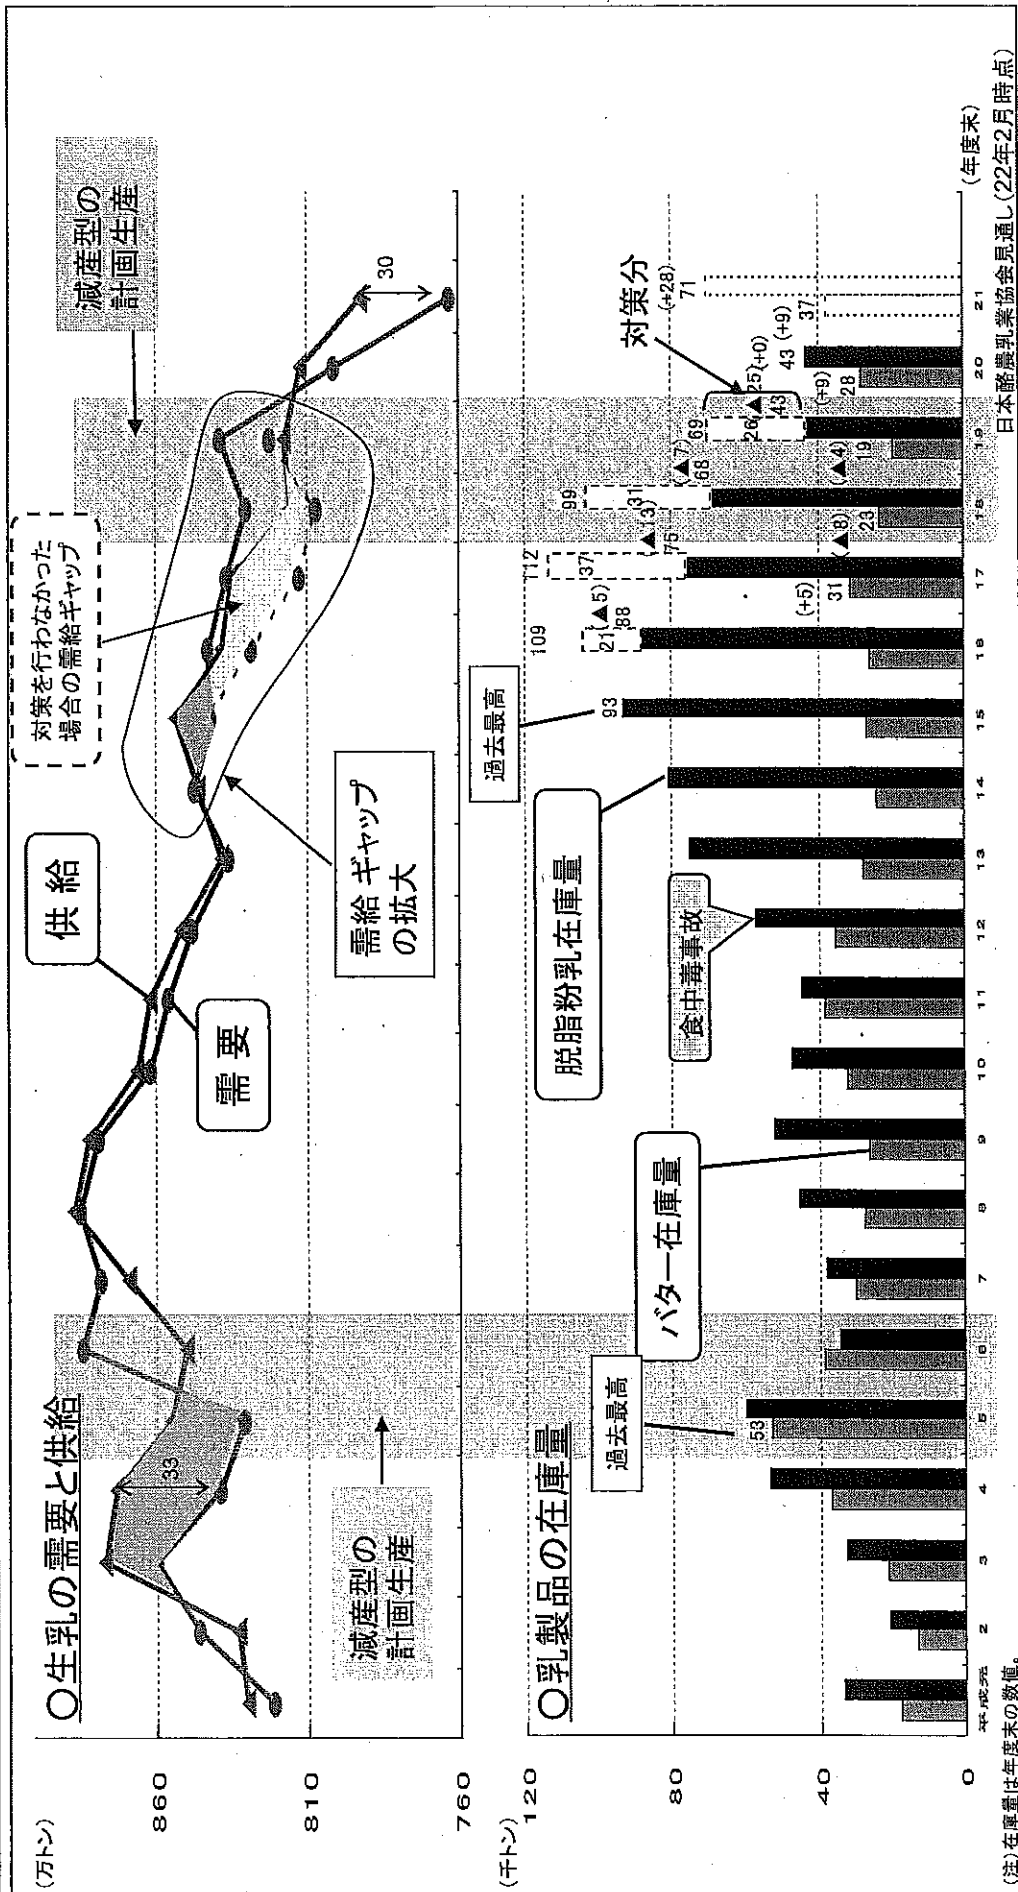 〇生乳の需要と供給
(万トン)
860
810
760
33
30
減産型の
計画生産
供 給
需 要
対策を行わなかった
場合の需給ギャップ
需給ギャップ
の拡大
減産型の
計画生産
〇乳製品の在庫量
(千トン)
120
80
40
0
過去最高
53
バター在庫量
食中毒事故
脱脂粉乳在庫量
過去最高
93
109
21
(▲5)
88
112
37
(▲13)
75
(+5)
31
99
31
(▲7)
68
(▲8)
23
69
26
▲25
43
(▲4)
19
対策分
(+0)
43
(+9)
28
(+28)
71
(+9)
37
平成元
2
3
4
5
6
7
8
9
10
11
12
13
14
15
16
17
18
19
20
21
(年度末)
(注)在庫量は年度末の数値。
日本酪農乳業協会見通し(22年2月時点)